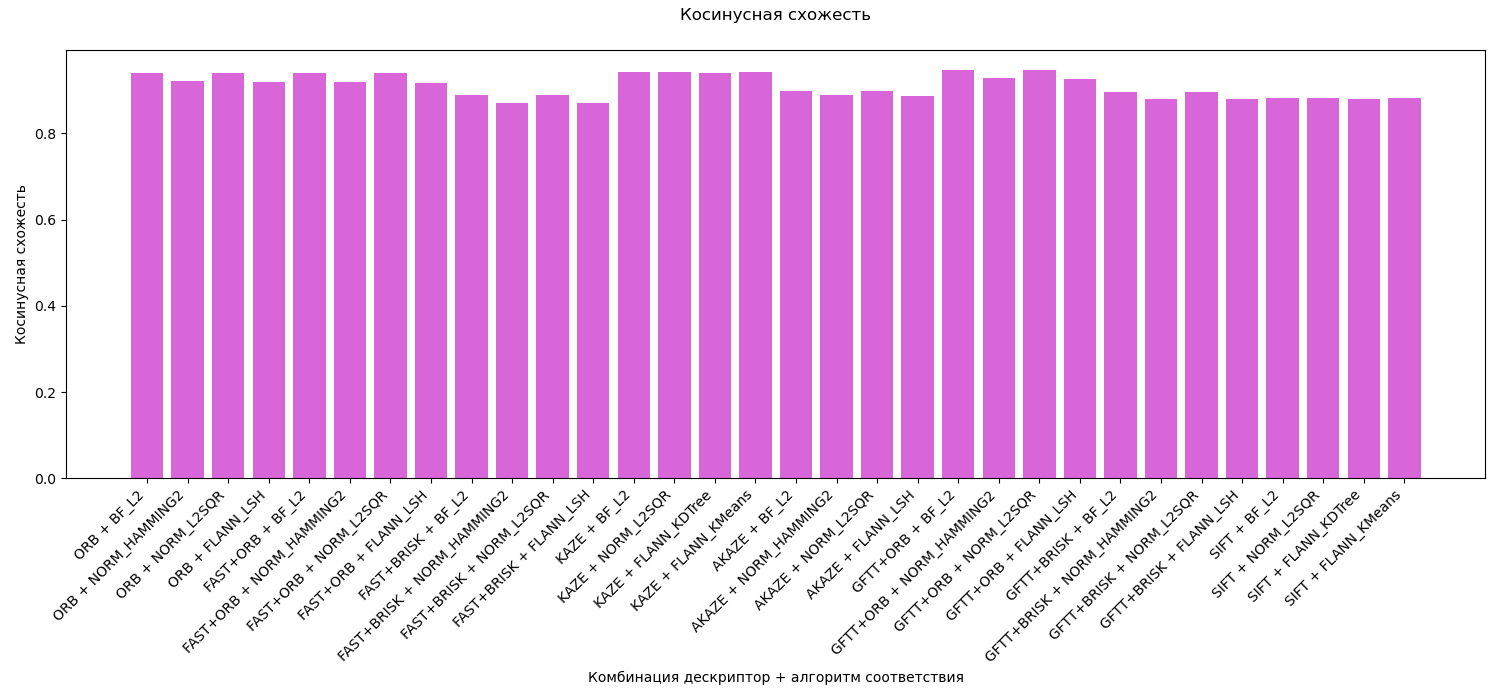 Косинусная схожесть
Косинусная схожесть
0.8
0.6
0.4
0.2
0.0
ORB + BF_L2
ORB + NORM_HAMMING2
ORB + NORM_L2SQR
ORB + FLANN_LSH
FAST+ORB + BF_L2
FAST+ORB + NORM_HAMMING2
FAST+ORB + NORM_L2SQR
FAST+ORB + FLANN_LSH
FAST+BRISK + BF_L2
FAST+BRISK + NORM_HAMMING2
FAST+BRISK + NORM_L2SQR
FAST+BRISK + FLANN_LSH
KAZE + BF_L2
KAZE + NORM_L2SQR
KAZE + FLANN_KDTree
KAZE + FLANN_KMeans
AKAZE + BF_L2
AKAZE + NORM_HAMMING2
AKAZE + NORM_L2SQR
AKAZE + FLANN_LSH
GFTT+ORB + BF_L2
GFTT+ORB + NORM_HAMMING2
GFTT+ORB + NORM_L2SQR
GFTT+ORB + FLANN_LSH
GFTT+BRISK + BF_L2
GFTT+BRISK + NORM_HAMMING2
GFTT+BRISK + NORM_L2SQR
GFTT+BRISK + FLANN_LSH
SIFT + BF_L2
SIFT + NORM_L2SQR
SIFT + FLANN_KDTree
SIFT + FLANN_KMeans
Комбинация дескриптор + алгоритм соответствия